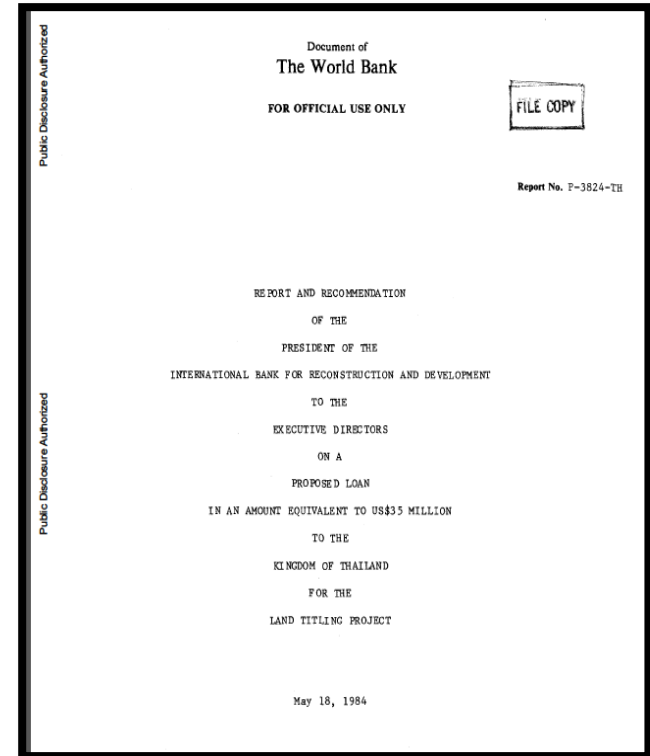 Public Disclosure Authorized
Document of
The World Bank
FOR OFFICIAL USE ONLY
FILE COPY
Report No. P-3824-TH
REPORT AND RECOMMENDATION
OF THE
PRESIDENT OF THE
INTERNATIONAL BANK FOR RECONSTRUCTION AND DEVELOPMENT
TO THE
EXECUTIVE DIRECTORS
ON A
PROPOSED LOAN
IN AN AMOUNT EQUIVALENT TO US$35 MILLION
TO THE
KINGDOM OF THAILAND
FOR THE
LAND TITLING PROJECT
May 18, 1984
Public Disclosure Authorized